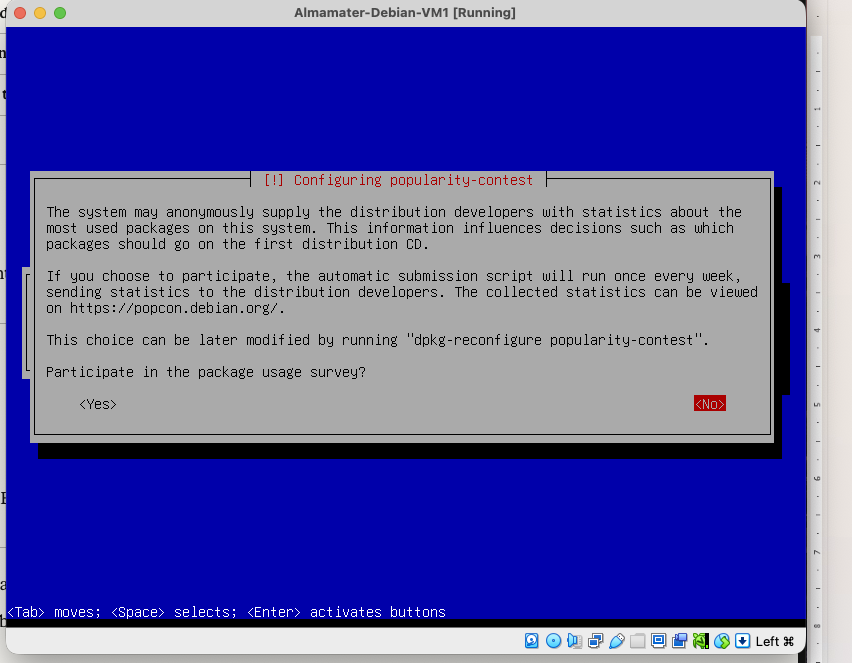 Almamater-Debian-VM1 [Running]
[!] Configuring popularity-contest
The system may anonymously supply the distribution developers with statistics about the
most used packages on this system. This information influences decisions such as which
packages should go on the first distribution CD.
If you choose to participate, the automatic submission script will run once every week,
sending statistics to the distribution developers. The collected statistics can be viewed
on https://popcon.debian.org/.
This choice can be later modified by running "dpkg-reconfigure popularity-contest".
Participate in the package usage survey?
<Yes> <No>
<Tab> moves; <Space> selects; <Enter> activates buttons
Left ⌘